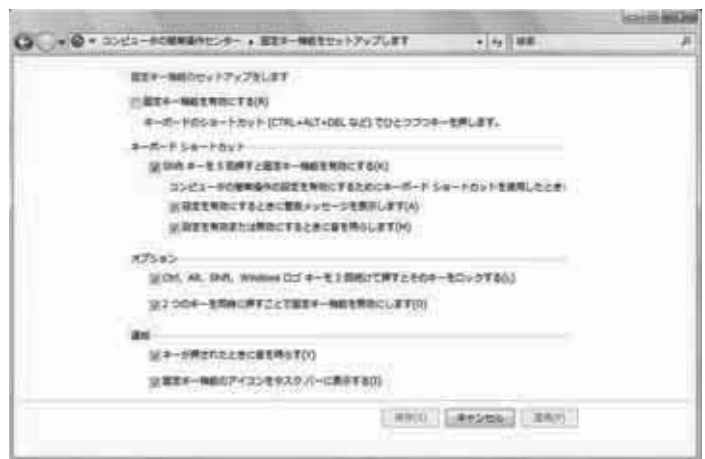 コンピュータの簡単操作センター ▸ 固定キー機能をセットアップします
検索
固定キー機能のセットアップをします
固定キー機能を有効にする(R)
キーボードのショートカット (CTRL+ALT+DEL など) でひとつづつキーを押します。
キーボード ショートカット
Shift キーを 5 回押すと固定キー機能を有効にする(K)
コンピュータの簡単操作の設定を有効にするためにキーボード ショートカットを使用したとき:
設定を有効にするときに警告メッセージを表示します(A)
設定を有効または無効にするときに音を鳴らします(M)
オプション
Ctrl、Alt、Shift、Windows ロゴ キーを 2 回続けて押すとそのキーをロックする(L)
2 つのキーを同時に押すことで固定キー機能を無効にします(O)
通知
キーが押されたときに音を鳴らす(Y)
固定キー機能のアイコンをタスク バーに表示する(I)
保存(S) キャンセル 適用(P)